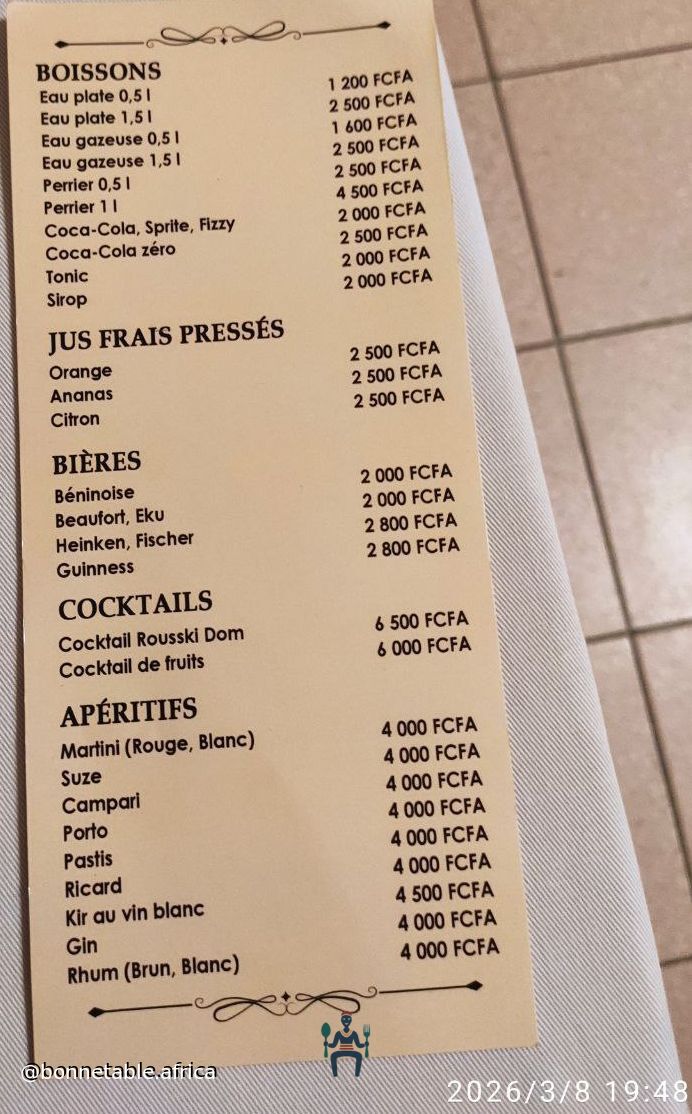 BOISSONS
Eau plate 0,5 l 1 200 FCFA
Eau plate 1,5 l 2 500 FCFA
Eau gazeuse 0,5 l 1 600 FCFA
Eau gazeuse 1,5 l 2 500 FCFA
Perrier 0,5 l 2 500 FCFA
Perrier 1 l 4 500 FCFA
Coca-Cola, Sprite, Fizzy 2 000 FCFA
Coca-Cola zéro 2 500 FCFA
Tonic 2 000 FCFA
Sirop 2 000 FCFA
JUS FRAIS PRESSÉS
Orange 2 500 FCFA
Ananas 2 500 FCFA
Citron 2 500 FCFA
BIÈRES
Béninoise 2 000 FCFA
Beaufort, Eku 2 000 FCFA
Heinken, Fischer 2 800 FCFA
Guinness 2 800 FCFA
COCKTAILS
Cocktail Rousski Dom 6 500 FCFA
Cocktail de fruits 6 000 FCFA
APÉRITIFS
Martini (Rouge, Blanc) 4 000 FCFA
Suze 4 000 FCFA
Campari 4 000 FCFA
Porto 4 000 FCFA
Pastis 4 000 FCFA
Ricard 4 000 FCFA
Kir au vin blanc 4 500 FCFA
Gin 4 000 FCFA
Rhum (Brun, Blanc) 4 000 FCFA
@bonnetable.africa
2026/3/8 19:48